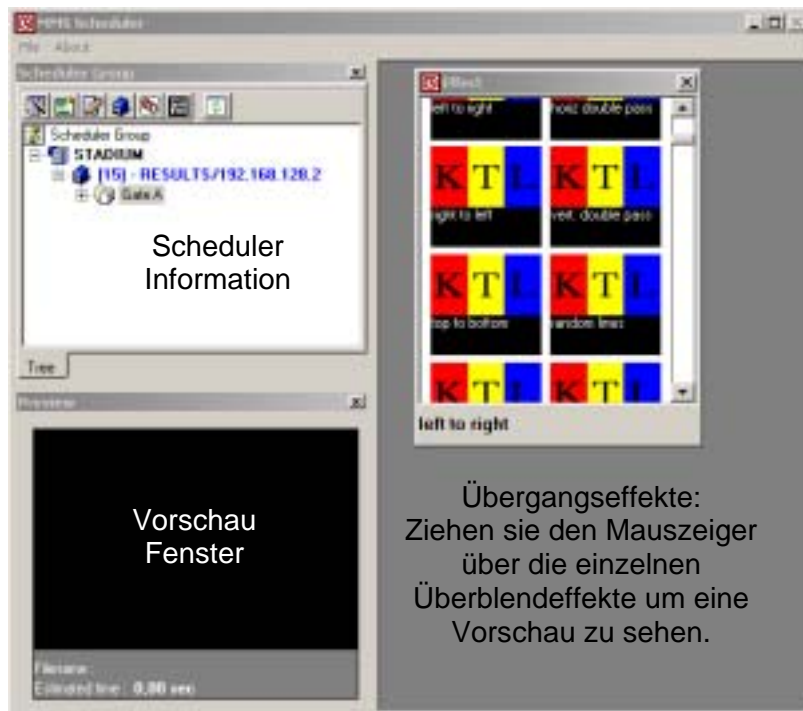 MMS Scheduler
File About
Scheduler Group
Scheduler Group
STADIUM
[15] - RESULTS/192.168.128.2
Gate A
Scheduler
Information
Tree
Preview
Vorschau
Fenster
Filename :
Estimated time : 0,00 sec
Effect
left to right
horiz double pass
K T L
K T L
right to left
vert. double pass
K T L
K T L
top to bottom
random lines
K T L
K T L
left to right
Übergangseffekte:
Ziehen sie den Mauszeiger
über die einzelnen
Überblendeffekte um eine
Vorschau zu sehen.